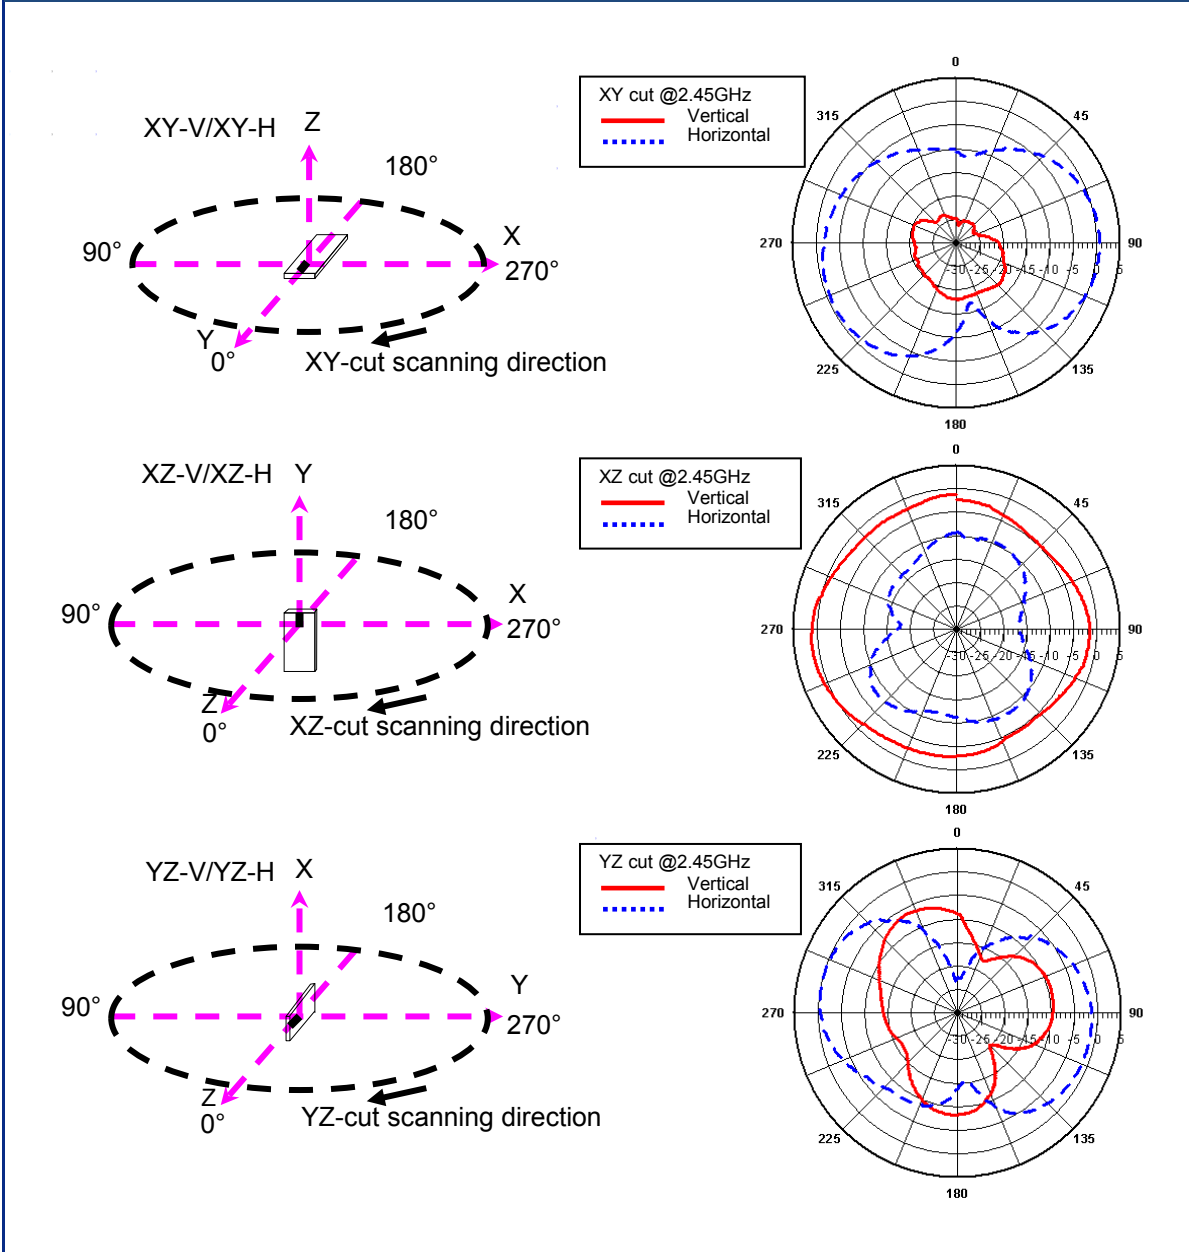 XY-V/XY-H
Z
180°
90°
X
270°
Y
0°
XY-cut scanning direction
XY cut @2.45GHz
Vertical
Horizontal
0
315
45
270
-30 -25 -20 -15 -10 -5 0 5
90
225
135
180
XZ-V/XZ-H
Y
180°
90°
X
270°
Z
0°
XZ-cut scanning direction
XZ cut @2.45GHz
Vertical
Horizontal
0
315
45
270
-30 -25 -20 -15 -10 -5 0 5
90
225
135
180
YZ-V/YZ-H
X
180°
90°
Y
270°
Z
0°
YZ-cut scanning direction
YZ cut @2.45GHz
Vertical
Horizontal
0
315
45
270
-30 -25 -20 -15 -10 -5 0 5
90
225
135
180